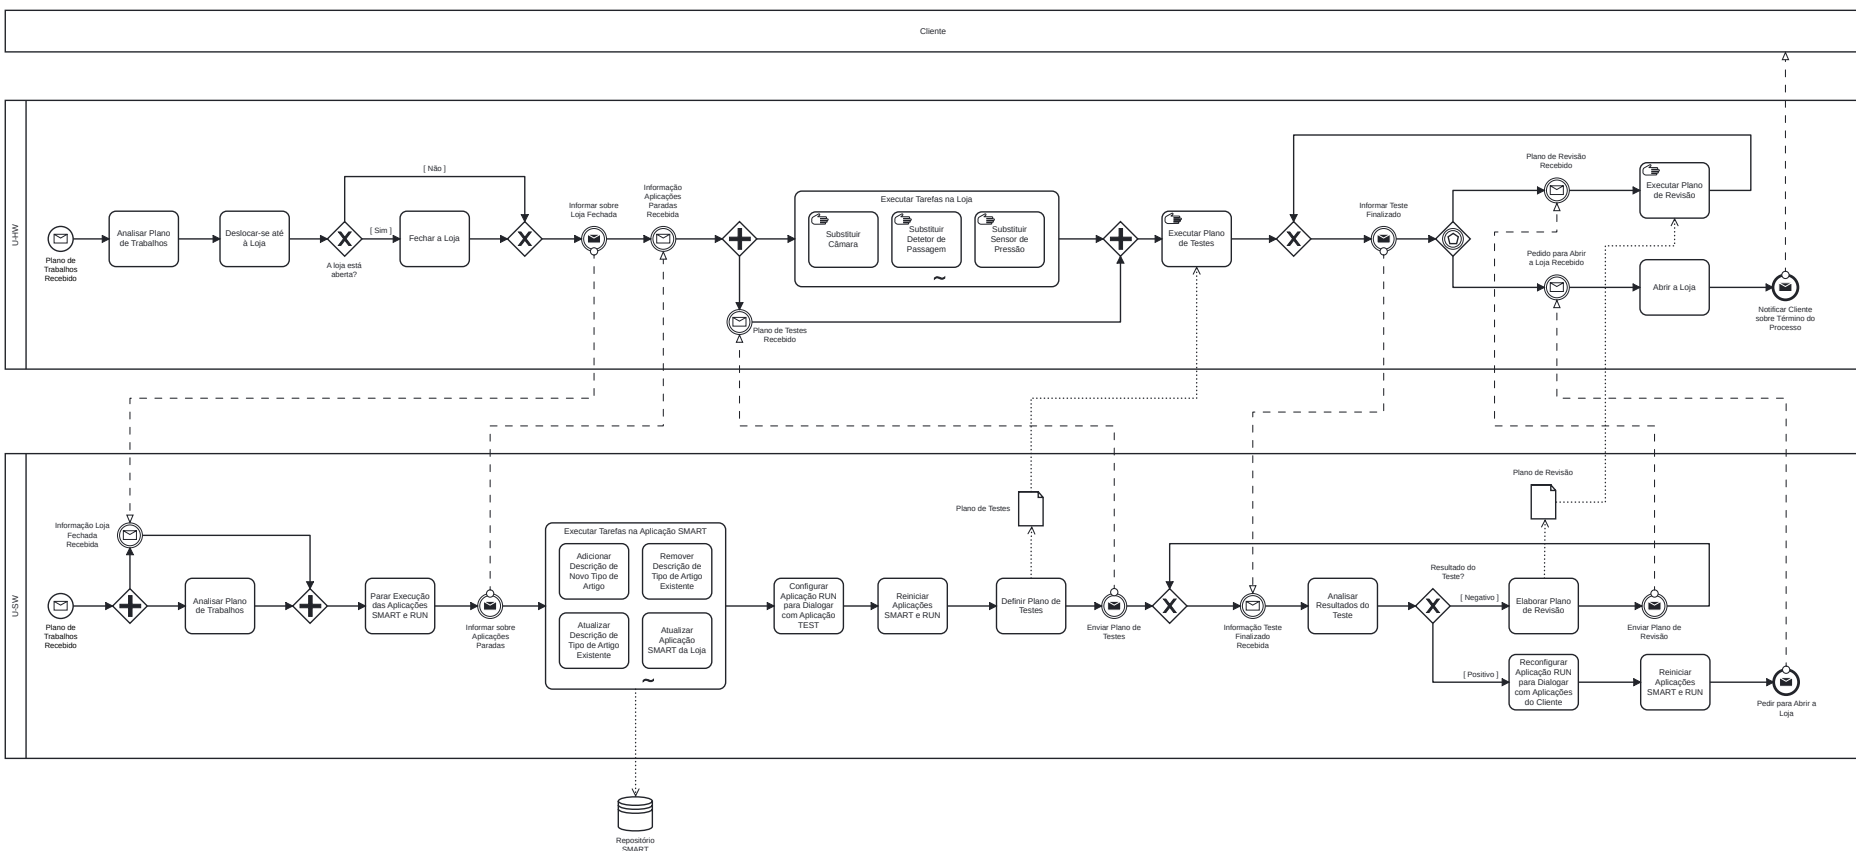 Cliente
U-HW
Plano de
Trabalhos
Recebido
Analisar Plano
de Trabalhos
Deslocar-se até
à Loja
A loja está
aberta?
[ Não ]
[ Sim ]
Fechar a Loja
Informar sobre
Loja Fechada
Informação
Aplicações
Paradas
Recebida
Executar Tarefas na Loja
Substituir
Câmara
Substituir
Detetor de
Passagem
Substituir
Sensor de
Pressão
Plano de Testes
Recebido
Executar Plano
de Testes
Informar Teste
Finalizado
Plano de Revisão
Recebido
Executar Plano
de Revisão
Pedido para Abrir
a Loja Recebido
Abrir a Loja
Notificar Cliente
sobre Término do
Processo
U-SW
Plano de
Trabalhos
Recebido
Informação Loja
Fechada
Recebida
Analisar Plano
de Trabalhos
Parar Execução
das Aplicações
SMART e RUN
Informar sobre
Aplicações
Paradas
Executar Tarefas na Aplicação SMART
Adicionar
Descrição de
Novo Tipo de
Artigo
Remover
Descrição de
Tipo de Artigo
Existente
Atualizar
Descrição de
Tipo de Artigo
Existente
Atualizar
Aplicação
SMART da Loja
Configurar
Aplicação RUN
para Dialogar
com Aplicação
TEST
Reiniciar
Aplicações
SMART e RUN
Definir Plano de
Testes
Plano de Testes
Enviar Plano de
Testes
Informação Teste
Finalizado
Recebida
Analisar
Resultados do
Teste
Resultado do
Teste?
[ Negativo ]
[ Positivo ]
Elaborar Plano
de Revisão
Plano de Revisão
Enviar Plano de
Revisão
Reconfigurar
Aplicação RUN
para Dialogar
com Aplicações
do Cliente
Reiniciar
Aplicações
SMART e RUN
Pedir para Abrir a
Loja
Repositório
SMART